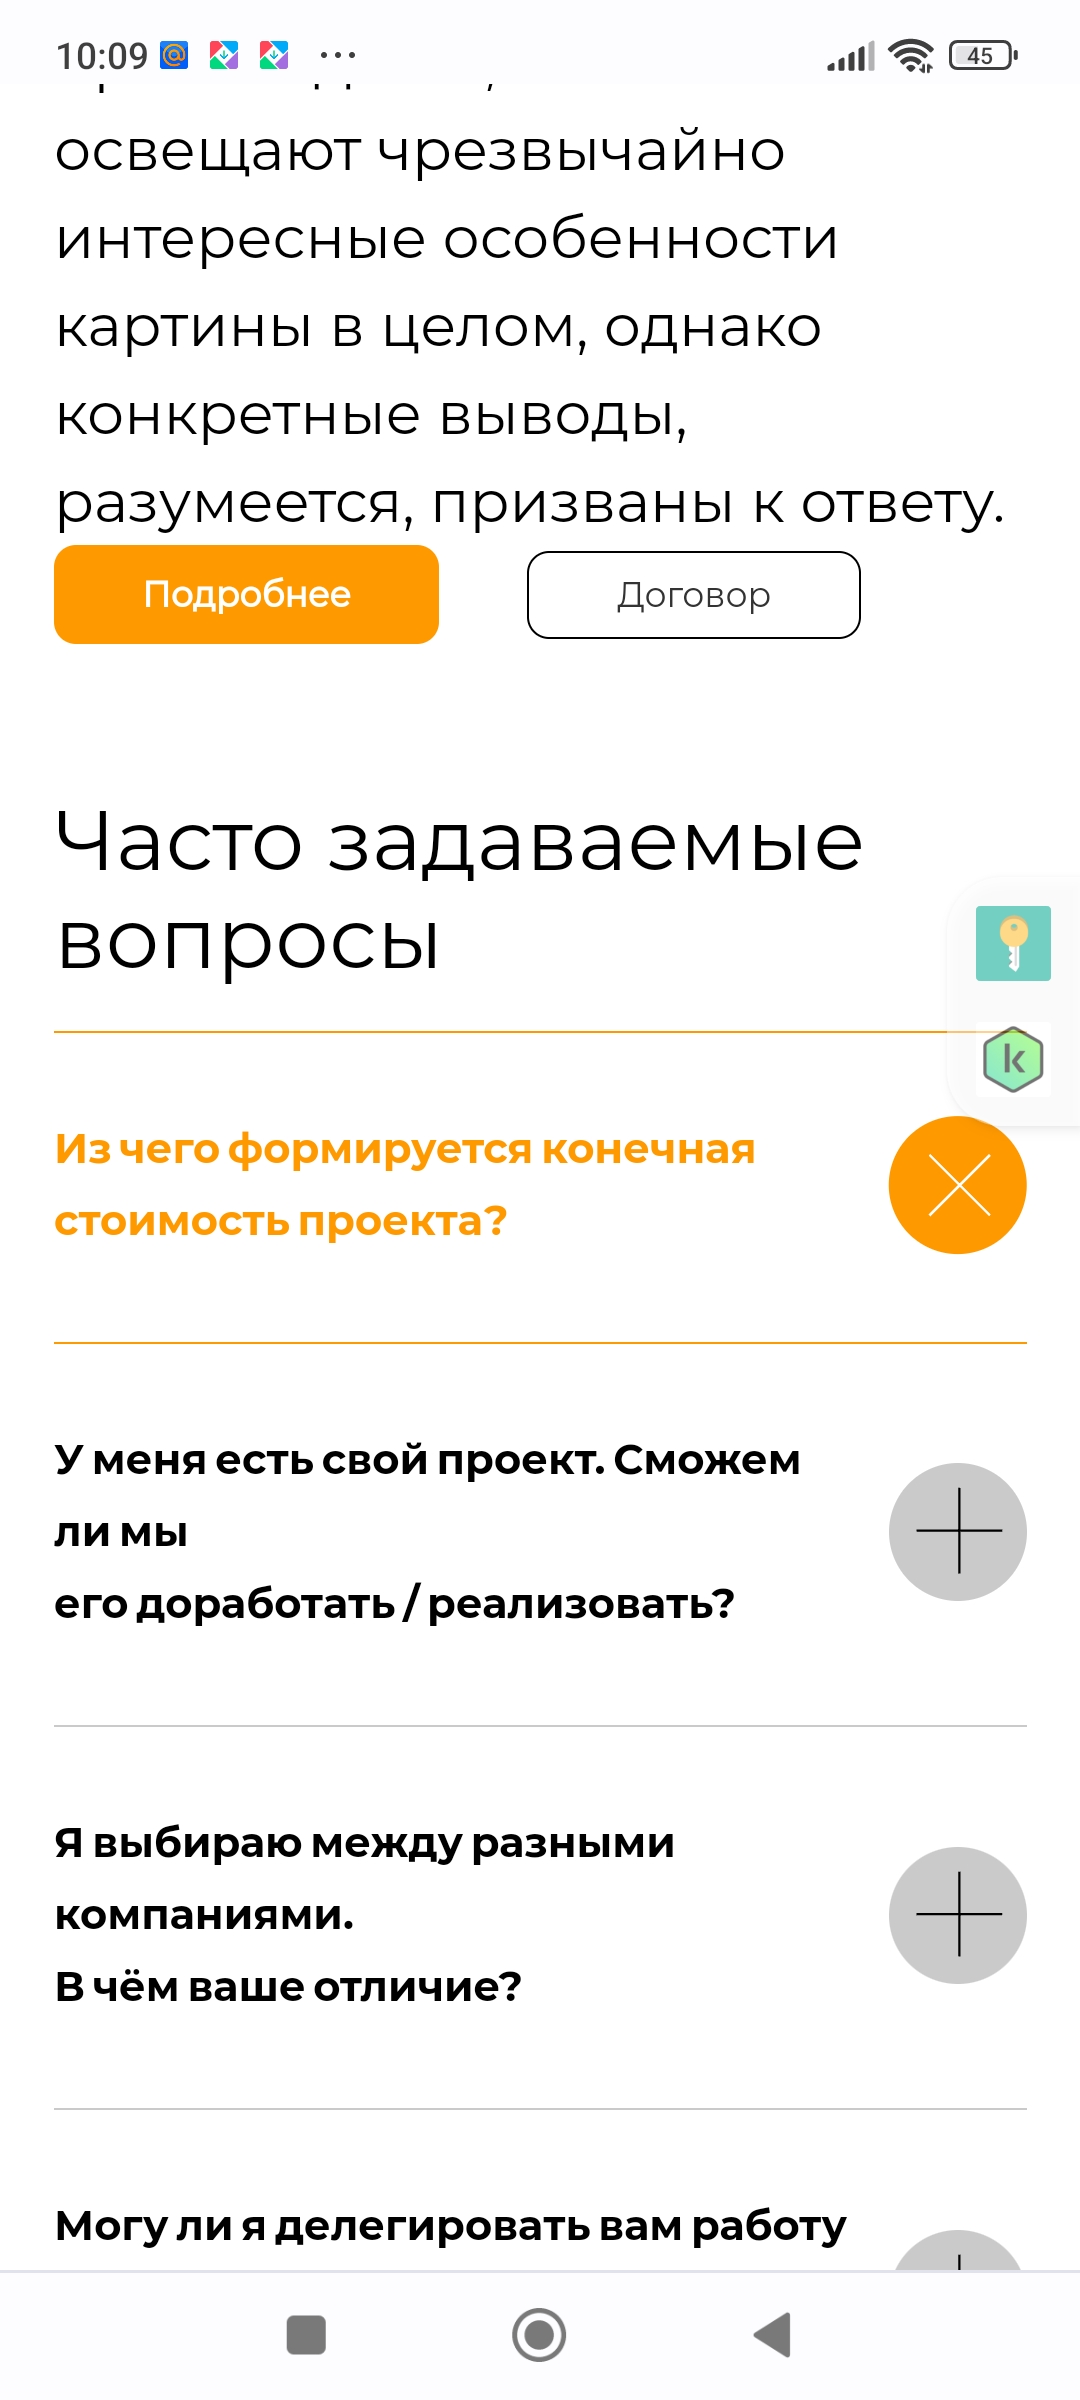 10:09
45
освещают чрезвычайно
интересные особенности
картины в целом, однако
конкретные выводы,
разумеется, призваны к ответу.
Подробнее
Договор
Часто задаваемые
вопросы
k
Из чего формируется конечная
стоимость проекта?
У меня есть свой проект. Сможем
ли мы
его доработать / реализовать?
Я выбираю между разными
компаниями.
В чём ваше отличие?
Могу ли я делегировать вам работу